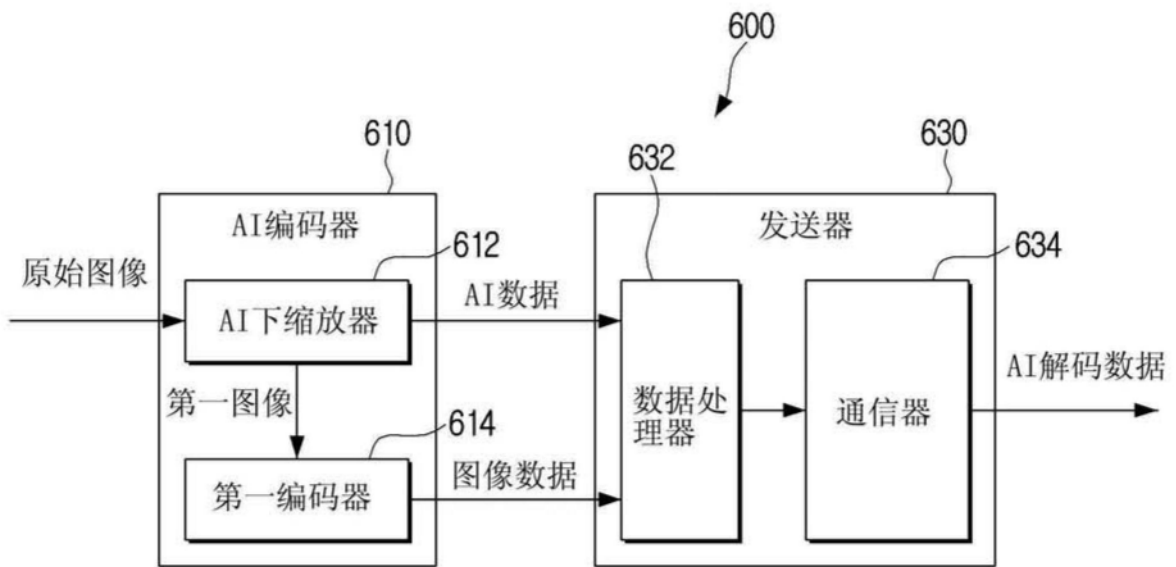 600
610
632
630
AI编码器
发送器
612
634
原始图像
AI下缩放器
AI数据
AI解码数据
第一图像
数据处
理器
通信器
614
第一编码器
图像数据